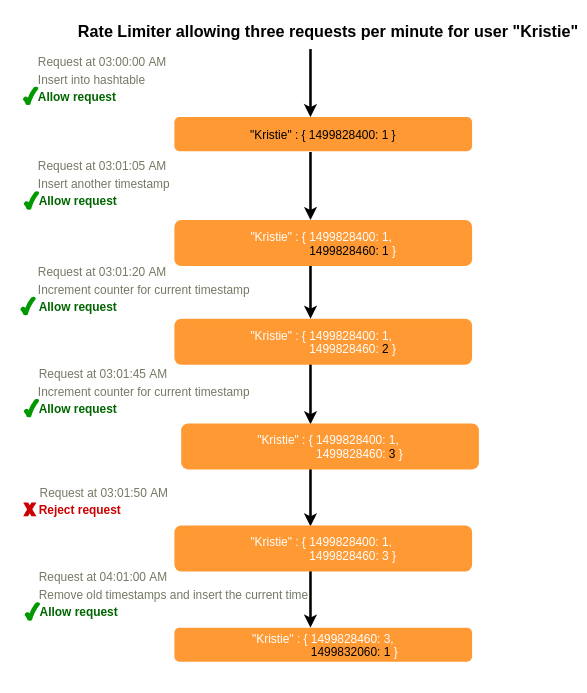 Rate Limiter allowing three requests per minute for user "Kristie"
Request at 03:00:00 AM
Insert into hashtable
Allow request
"Kristie" : { 1499828400: 1 }
Request at 03:01:05 AM
Insert another timestamp
Allow request
"Kristie" : { 1499828400: 1,
1499828460: 1 }
Request at 03:01:20 AM
Increment counter for current timestamp
Allow request
"Kristie" : { 1499828400: 1,
1499828460: 2 }
Request at 03:01:45 AM
Increment counter for current timestamp
Allow request
"Kristie" : { 1499828400: 1,
1499828460: 3 }
Request at 03:01:50 AM
Reject request
"Kristie" : { 1499828400: 1,
1499828460: 3 }
Request at 04:01:00 AM
Remove old timestamps and insert the current time
Allow request
"Kristie" : { 1499828460: 3,
1499832060: 1 }